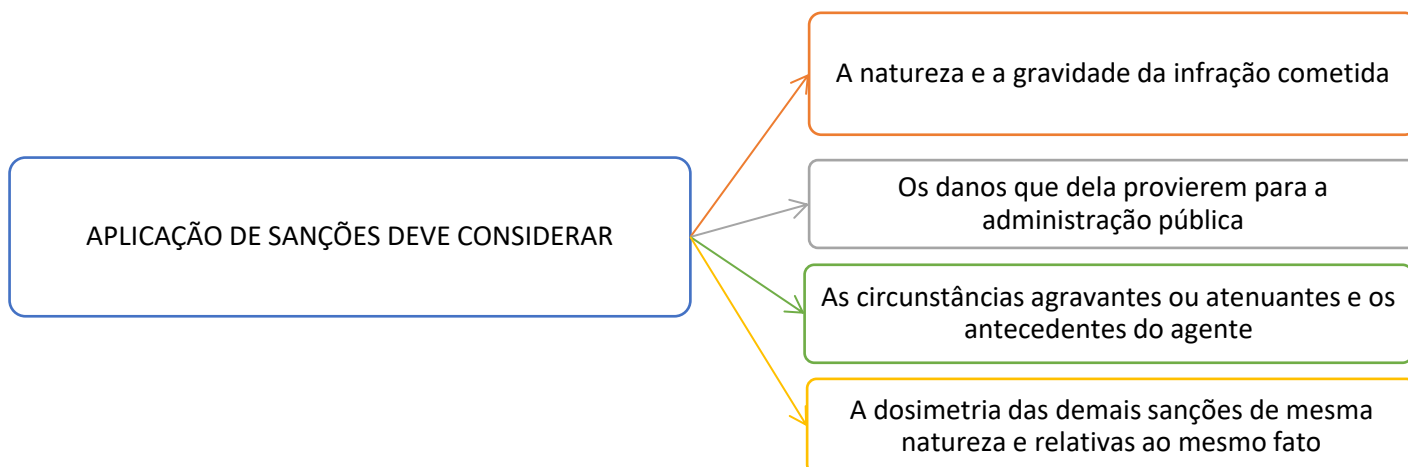 APLICAÇÃO DE SANÇÕES DEVE CONSIDERAR
A natureza e a gravidade da infração cometida
Os danos que dela provierem para a
administração pública
As circunstâncias agravantes ou atenuantes e os
antecedentes do agente
A dosimetria das demais sanções de mesma
natureza e relativas ao mesmo fato